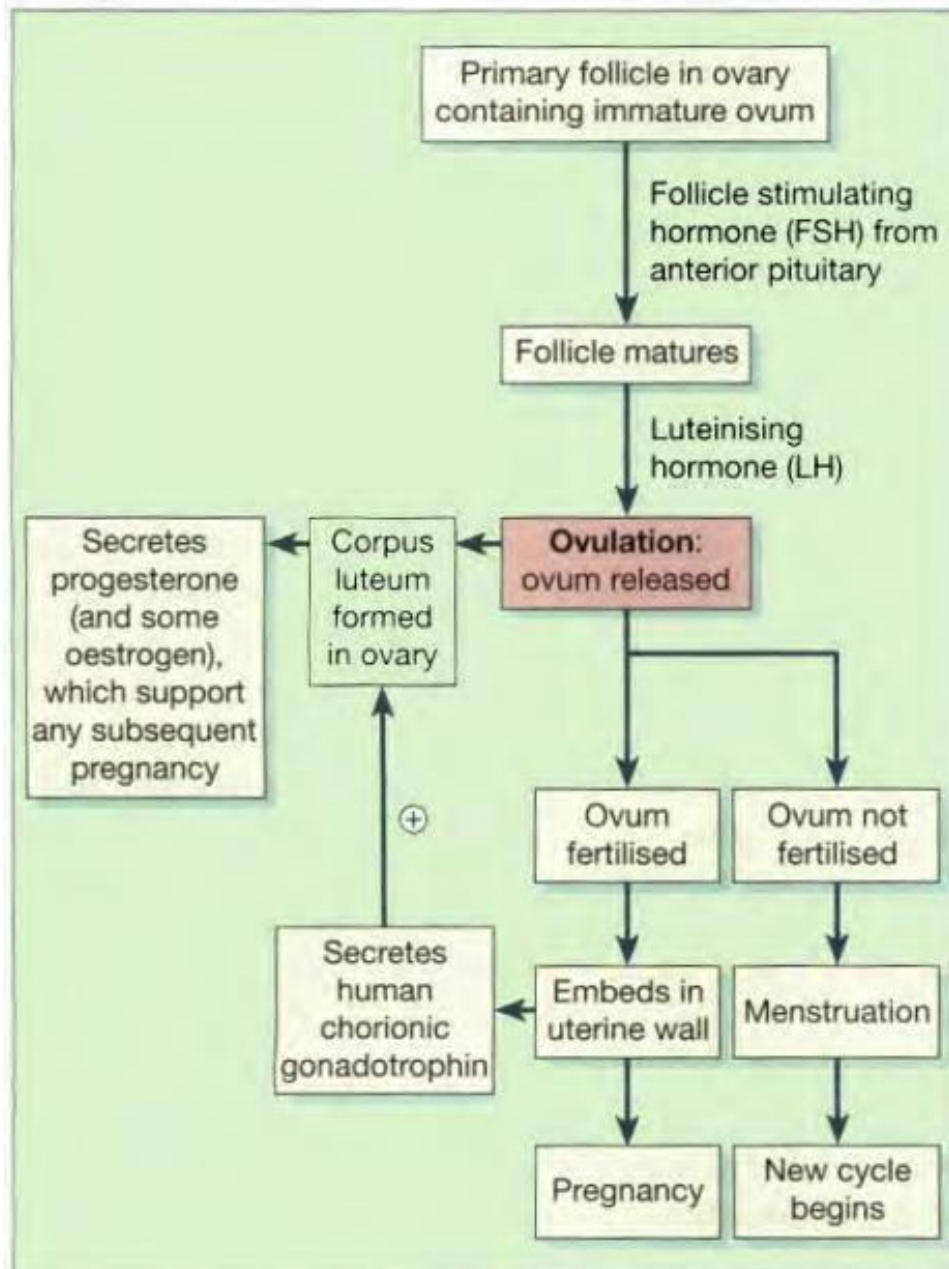 Primary follicle in ovary
containing immature ovum
Follicle stimulating
hormone (FSH) from
anterior pituitary
Follicle matures
Luteinising
hormone (LH)
Ovulation:
ovum released
Corpus
luteum
formed
in ovary
Secretes
progesterone
(and some
oestrogen),
which support
any subsequent
pregnancy
+
Ovum
fertilised
Ovum not
fertilised
Secretes
human
chorionic
gonadotrophin
Embeds in
uterine wall
Menstruation
Pregnancy
New cycle
begins